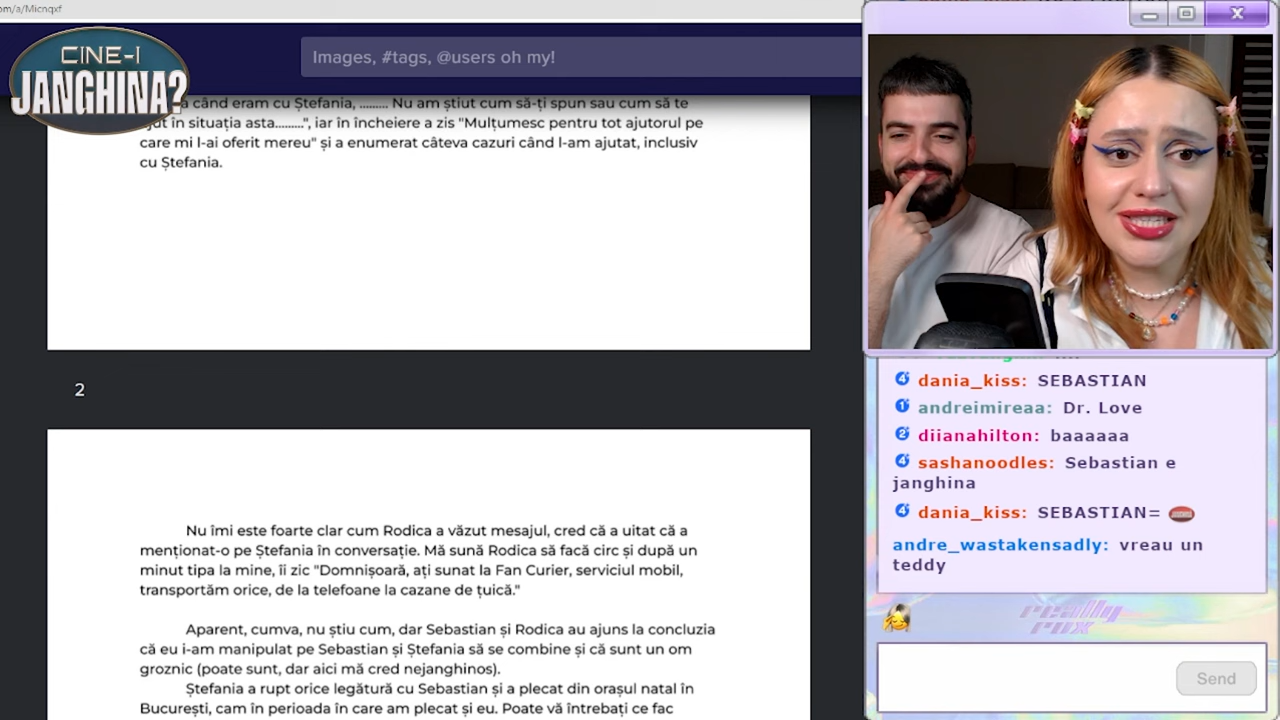 om/a/Micnqxf
CINE-I
JANGHINA?
Images, #tags, @users oh my!
a când eram cu Ștefania, ......... Nu am știut cum să-ți spun sau cum să te
în situația asta.........", iar în încheiere a zis "Mulțumesc pentru tot ajutorul pe
care mi l-ai oferit mereu" și a enumerat câteva cazuri când l-am ajutat, inclusiv
cu Ștefania.
2
Nu îmi este foarte clar cum Rodica a văzut mesajul, cred că a uitat că a
menționat-o pe Ștefania în conversație. Mă sună Rodica să facă circ și după un
minut tipa la mine, îi zic "Domnișoară, ați sunat la Fan Curier, serviciul mobil,
transportăm orice, de la telefoane la cazane de țuică."
Aparent, cumva, nu știu cum, dar Sebastian și Rodica au ajuns la concluzia
că eu i-am manipulat pe Sebastian și Ștefania să se combine și că sunt un om
groznic (poate sunt, dar aici mă cred nejanghinos).
Ștefania a rupt orice legătură cu Sebastian și a plecat din orașul natal în
București, cam în perioada în care am plecat și eu. Poate vă întrebați ce fac
dania_kiss: SEBASTIAN
andreimireaa: Dr. Love
diianahilton: baaaaaa
sashanoodles: Sebastian e
janghina
dania_kiss: SEBASTIAN=
andre_wastakensadly: vreau un
teddy
really
rux
Send